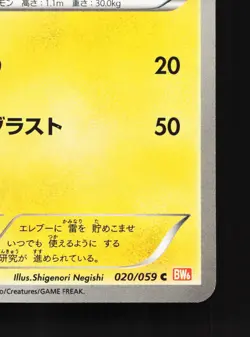 モン 高さ：1.1m 重さ：30.0kg
20
ブラスト 50
エレブーに 雷を 貯めこませ
いつでも 使えるように する
研究が 進められている。
Illus.Shigenori Negishi 020/059 C BW6
/Creatures/GAME FREAK.